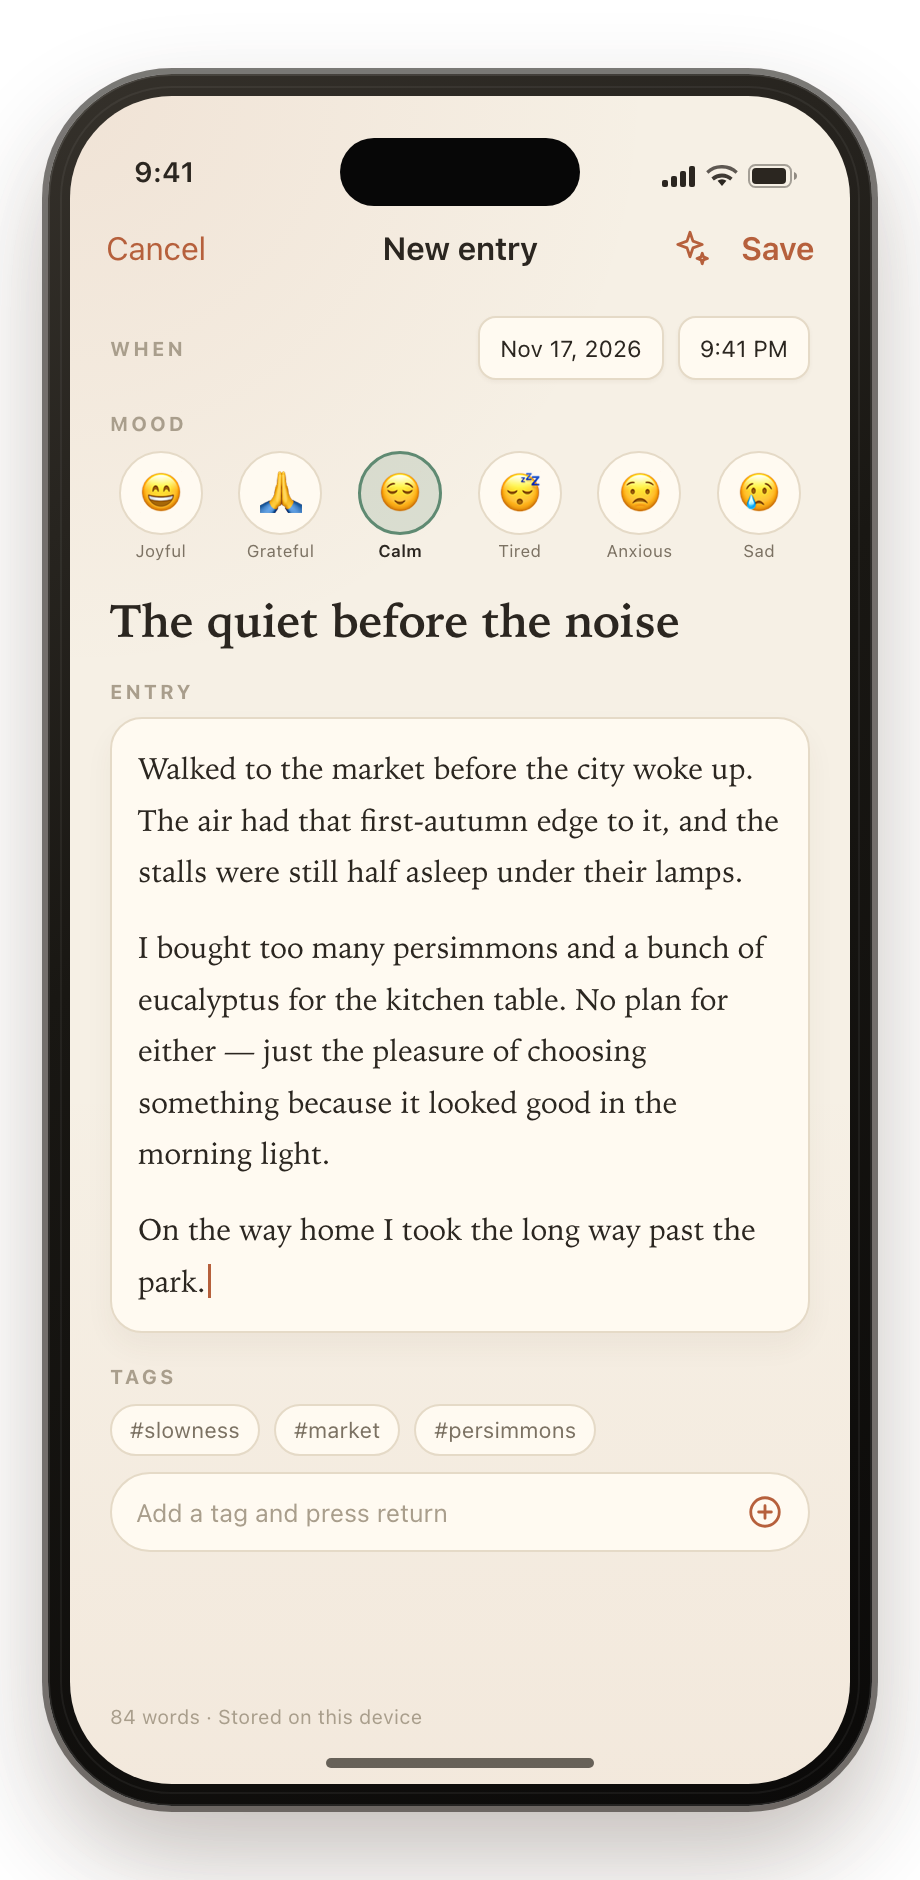 9:41
Cancel New entry Save
WHEN Nov 17, 2026 9:41 PM
MOOD
Joyful Grateful Calm Tired Anxious Sad
The quiet before the noise
ENTRY
Walked to the market before the city woke up.
The air had that first-autumn edge to it, and the
stalls were still half asleep under their lamps.
I bought too many persimmons and a bunch of
eucalyptus for the kitchen table. No plan for
either — just the pleasure of choosing
something because it looked good in the
morning light.
On the way home I took the long way past the
park.
TAGS
#slowness #market #persimmons
Add a tag and press return
84 words · Stored on this device